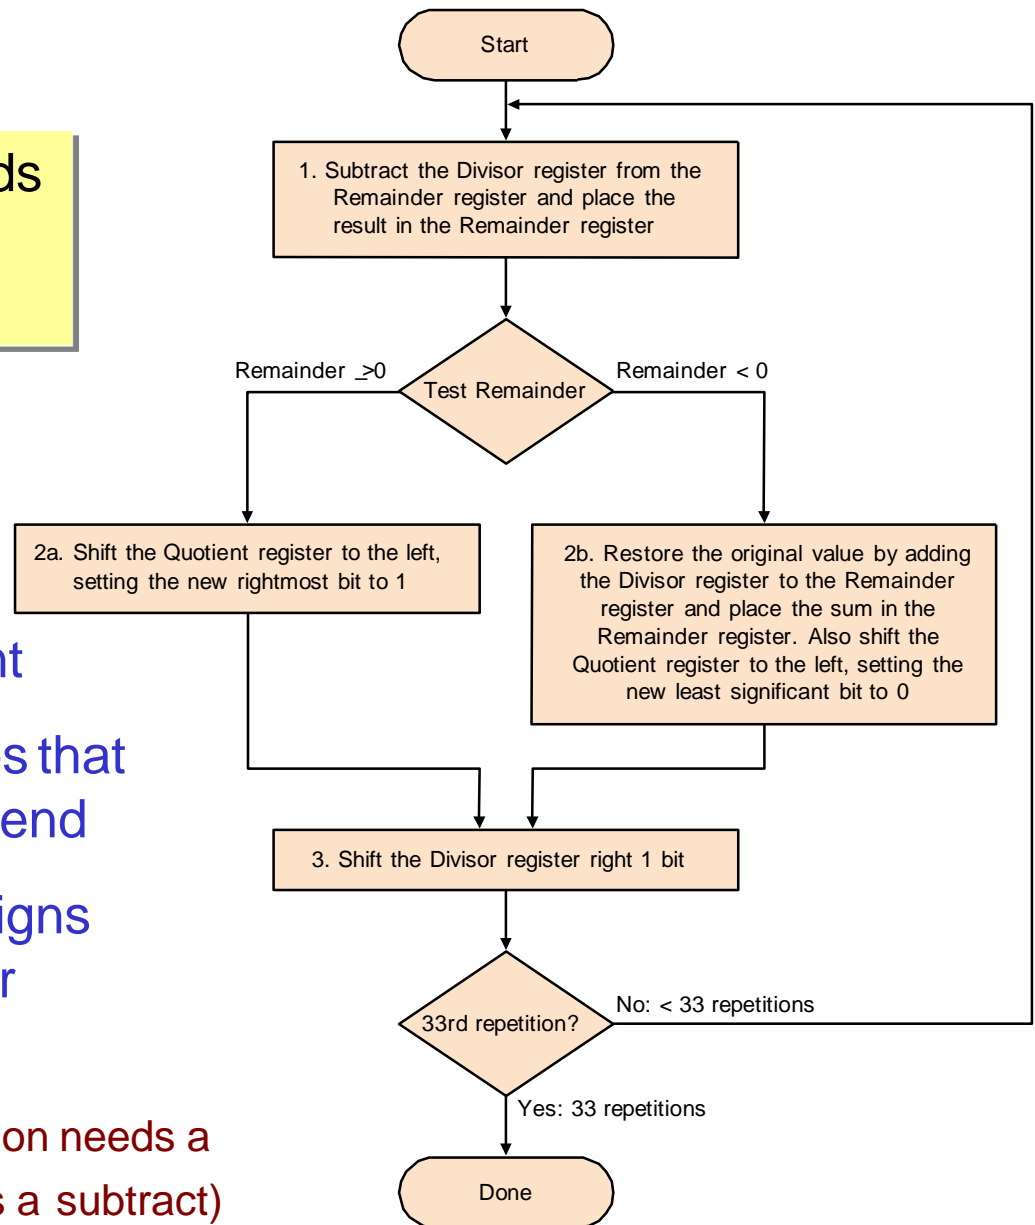 Start
ds
1. Subtract the Divisor register from the
Remainder register and place the
result in the Remainder register
Remainder ≥0
Test Remainder
Remainder < 0
2a. Shift the Quotient register to the left,
setting the new rightmost bit to 1
2b. Restore the original value by adding
the Divisor register to the Remainder
register and place the sum in the
Remainder register. Also shift the
Quotient register to the left, setting the
new least significant bit to 0
nt
s that
end
3. Shift the Divisor register right 1 bit
igns
r
33rd repetition?
No: < 33 repetitions
Yes: 33 repetitions
on needs a
s a subtract)
Done